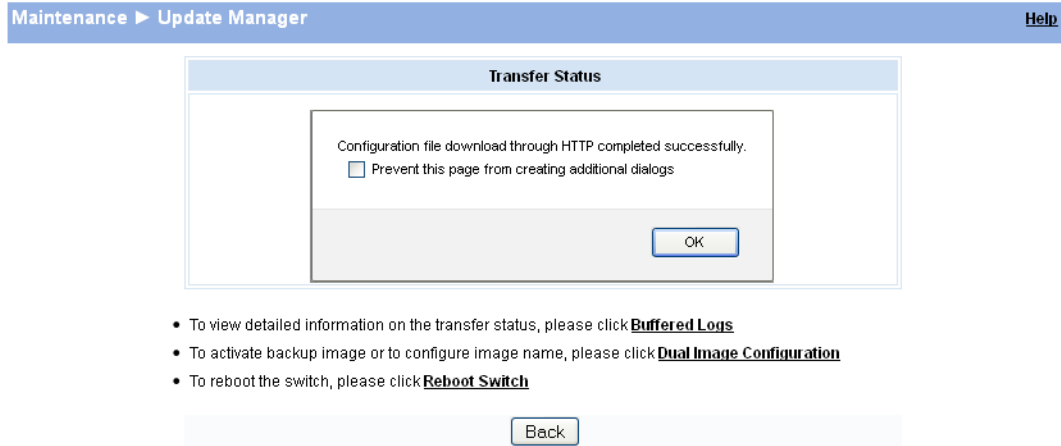 Maintenance ► Update Manager
Help
Transfer Status
Configuration file download through HTTP completed successfully.
Prevent this page from creating additional dialogs
OK
• To view detailed information on the transfer status, please click Buffered Logs
• To activate backup image or to configure image name, please click Dual Image Configuration
• To reboot the switch, please click Reboot Switch
Back